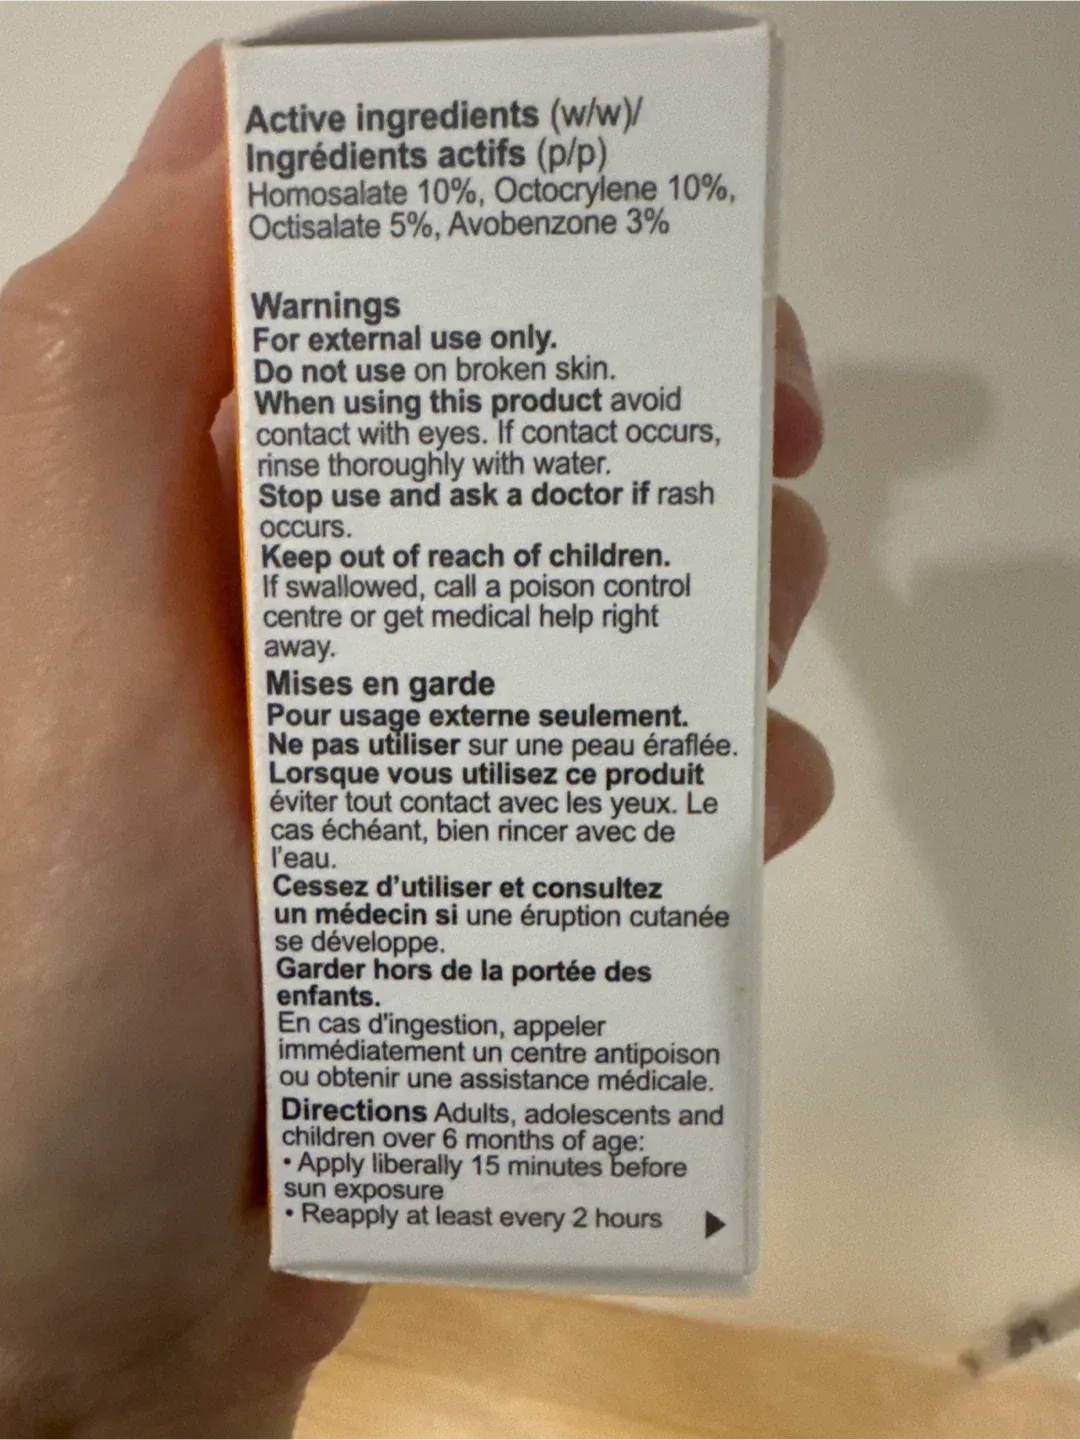 Active ingredients (w/w)/
Ingrédients actifs (p/p)
Homosalate 10%, Octocrylene 10%,
Octisalate 5%, Avobenzone 3%
Warnings
For external use only.
Do not use on broken skin.
When using this product avoid
contact with eyes. If contact occurs,
rinse thoroughly with water.
Stop use and ask a doctor if rash
occurs.
Keep out of reach of children.
If swallowed, call a poison control
centre or get medical help right
away.
Mises en garde
Pour usage externe seulement.
Ne pas utiliser sur une peau éraflée.
Lorsque vous utilisez ce produit
éviter tout contact avec les yeux. Le
cas échéant, bien rincer avec de
l'eau.
Cessez d'utiliser et consultez
un médecin si une éruption cutanée
se développe.
Garder hors de la portée des
enfants.
En cas d'ingestion, appeler
immédiatement un centre antipoison
ou obtenir une assistance médicale.
Directions Adults, adolescents and
children over 6 months of age:
• Apply liberally 15 minutes before
sun exposure
• Reapply at least every 2 hours